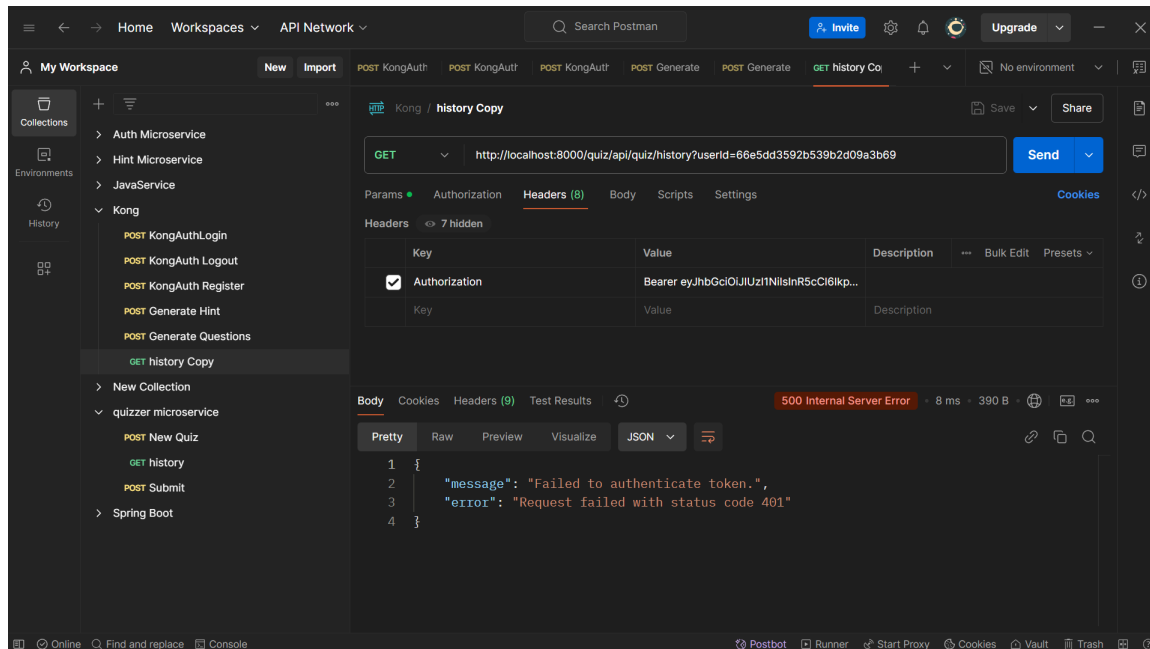 Home Workspaces API Network Search Postman Invite Upgrade
My Workspace New Import POST KongAuth POST KongAuth POST KongAuth POST Generate POST Generate GET history Co No environment
Collections
Environments
History
Auth Microservice
Hint Microservice
JavaService
Kong
POST KongAuthLogin
POST KongAuth Logout
POST KongAuth Register
POST Generate Hint
POST Generate Questions
GET history Copy
New Collection
quizzer microservice
POST New Quiz
GET history
POST Submit
Spring Boot
HTTP Kong / history Copy Save Share
GET http://localhost:8000/quiz/api/quiz/history?userId=66e5dd3592b539b2d09a3b69 Send
Params Authorization Headers (8) Body Scripts Settings Cookies
Headers 7 hidden
Key Value Description Bulk Edit Presets
Authorization Bearer eyJhbGciOiJIUzI1NiIsInR5cCI6Ikp...
Key Value Description
Body Cookies Headers (9) Test Results 500 Internal Server Error 8 ms 390 B e.g.
Pretty Raw Preview Visualize JSON
1 {
2 "message": "Failed to authenticate token.",
3 "error": "Request failed with status code 401"
4 }
Online Find and replace Console Postbot Runner Start Proxy Cookies Vault Trash